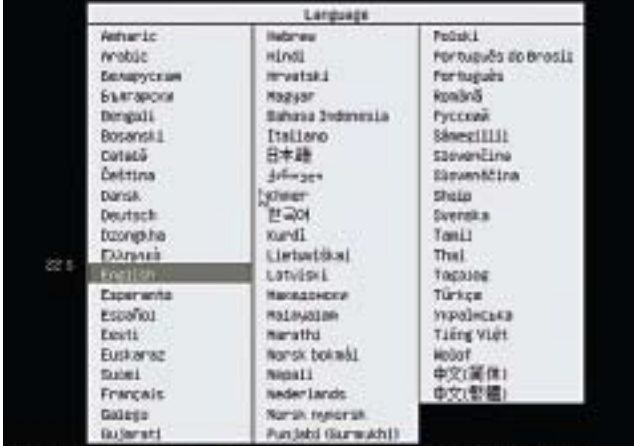 Language
Amharic
Arabic
Беларуская
Български
Bengali
Bosanski
Català
Čeština
Dansk
Deutsch
Dzongkha
Ελληνικά
English
Esperanto
Español
Eesti
Euskaraz
Suomi
Français
Galego
Gujarati
Hebrew
Hindi
Hrvatski
Magyar
Bahasa Indonesia
Italiano
日本語
Khmer
한국어
Kurdî
Lietuviškai
Latviski
Македонски
Malayalam
Marathi
Norsk bokmål
Nepali
Nederlands
Norsk nynorsk
Punjabi (Gurmukhi)
Polski
Português do Brasil
Português
Română
Русский
Sámegillii
Slovenčina
Slovenščina
Shqip
Svenska
Tamil
Thai
Tagalog
Türkçe
Українська
Tiếng Việt
Wolof
中文(简体)
中文(繁體)
22 s